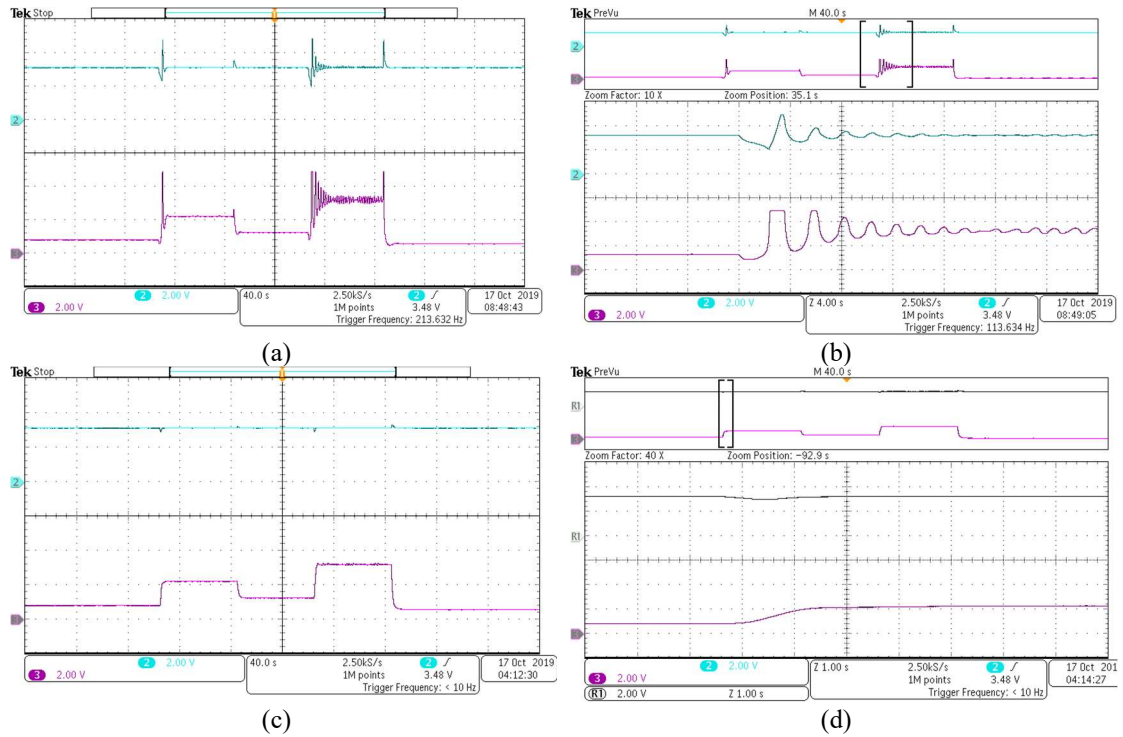 Tek Stop
2
3
2 2.00 V
3 2.00 V
40.0 s 2.50kS/s 2
1M points 3.48 V
Trigger Frequency: 213.632 Hz
17 Oct 2019
08:48:43
(a)
Tek PreVu M 40.0 s
2
3
Zoom Factor: 10 X Zoom Position: 35.1 s
2
3
2 2.00 V
3 2.00 V
Z 4.00 s 2.50kS/s 2
1M points 3.48 V
Trigger Frequency: 113.634 Hz
17 Oct 2019
08:49:05
(b)
Tek Stop
2
3
2 2.00 V
3 2.00 V
40.0 s 2.50kS/s 2
1M points 3.48 V
Trigger Frequency: < 10 Hz
17 Oct 2019
04:12:30
(c)
Tek PreVu M 40.0 s
R1
3
Zoom Factor: 40 X Zoom Position: −92.9 s
R1
3
2 2.00 V
3 2.00 V
R1 2.00 V Z 1.00 s
Z 1.00 s 2.50kS/s 2
1M points 3.48 V
Trigger Frequency: < 10 Hz
17 Oct 201
04:14:27
(d)